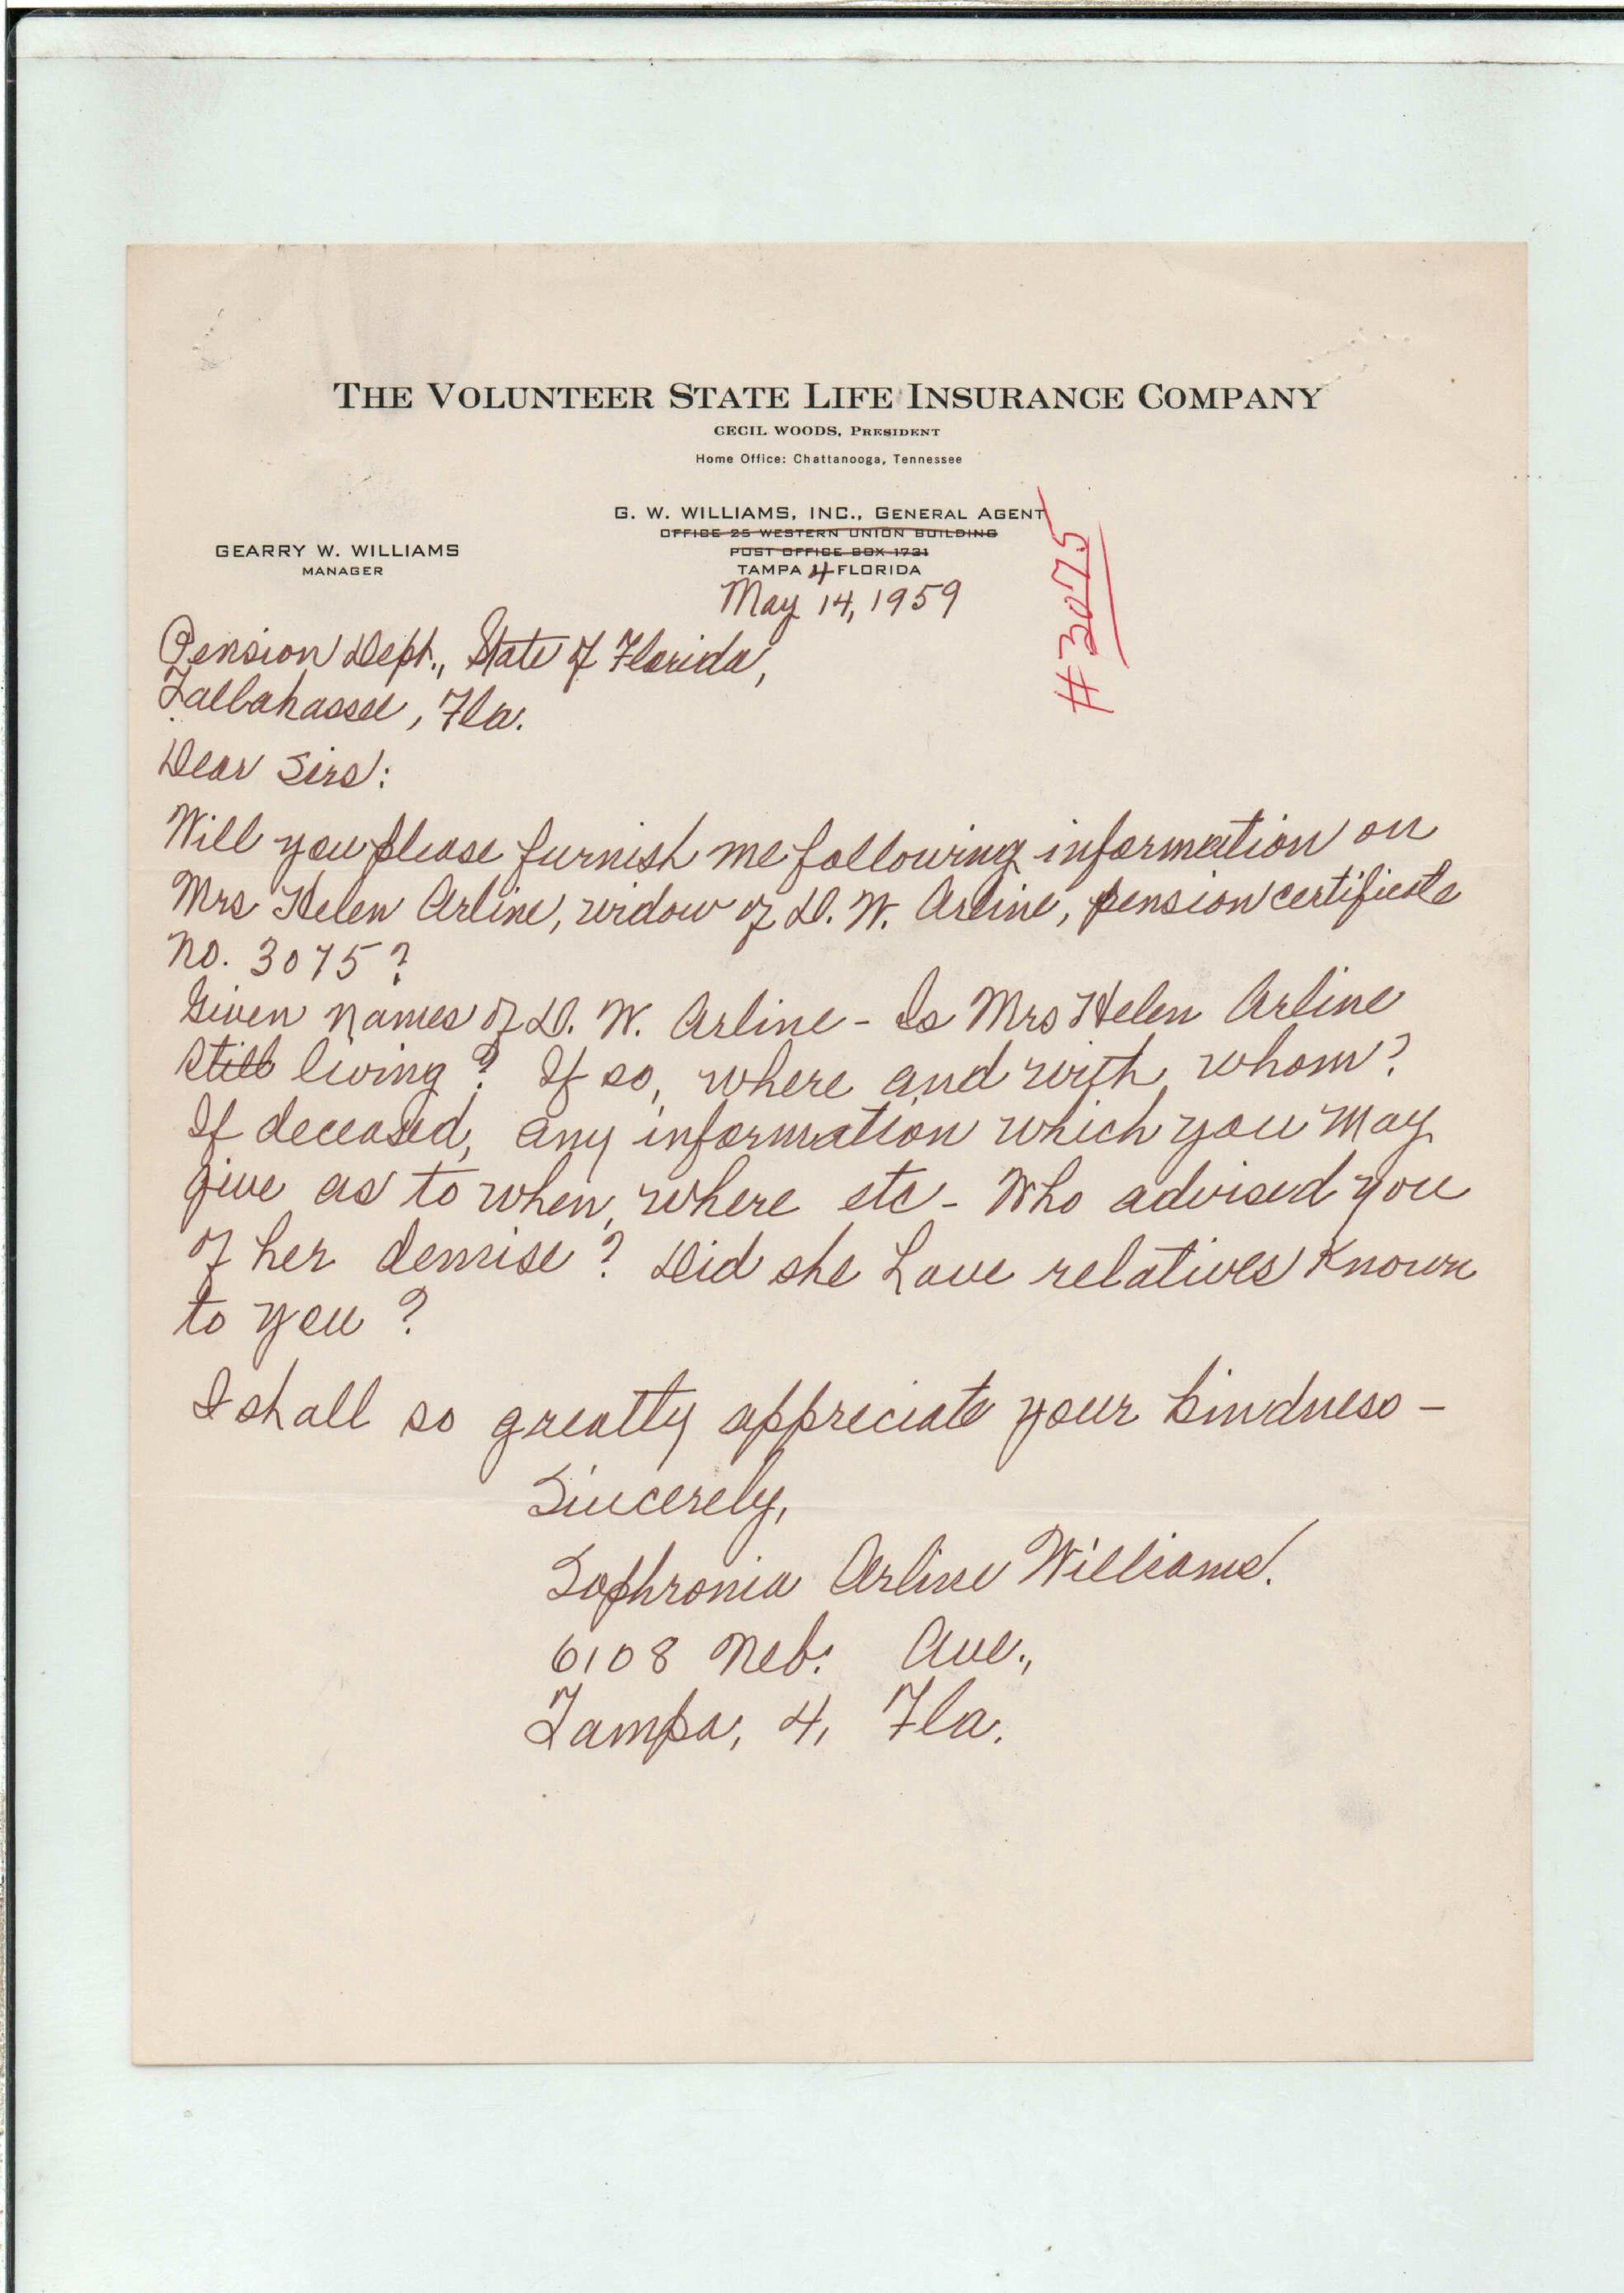 THE VOLUNTEER STATE LIFE INSURANCE COMPANY
CECIL WOODS, PRESIDENT
Home Office: Chattanooga, Tennessee
G. W. WILLIAMS, INC., GENERAL AGENT
OFFICE 25 WESTERN UNION BUILDING
POST OFFICE BOX 1731
TAMPA 4 FLORIDA
GEARRY W. WILLIAMS
MANAGER
#3075
May 14, 1959
Pension Dept., State of Florida,
Tallahassee, Fla.
Dear Sirs:
Will you please furnish me following information on
Mrs Helen Arline, widow of D. W. Arline, pension certificate
no. 3075?
Given names of D. W. Arline - Is Mrs Helen Arline
still living? If so, where and with whom?
If deceased, any information which you may
give as to when, where etc - Who advised you
of her demise? Did she have relatives known
to you?
I shall so greatly appreciate your kindness -
Sincerely,
Sophronia Arline Williams.
6108 Neb. Ave.,
Tampa, 4, Fla.